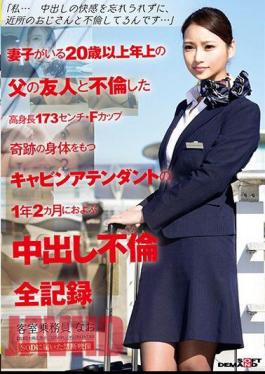 「私… 中出しの快感を忘れられずに、
近所のおじさんと不倫してるんです…」
妻子がいる20歳以上年上の
父の友人と不倫した
高身長173センチ・Fカップ
奇跡の身体をもつ
キャビンアテンダントの
1年2カ月におよぶ
中出し不倫
全記録
客室乗務員 なお